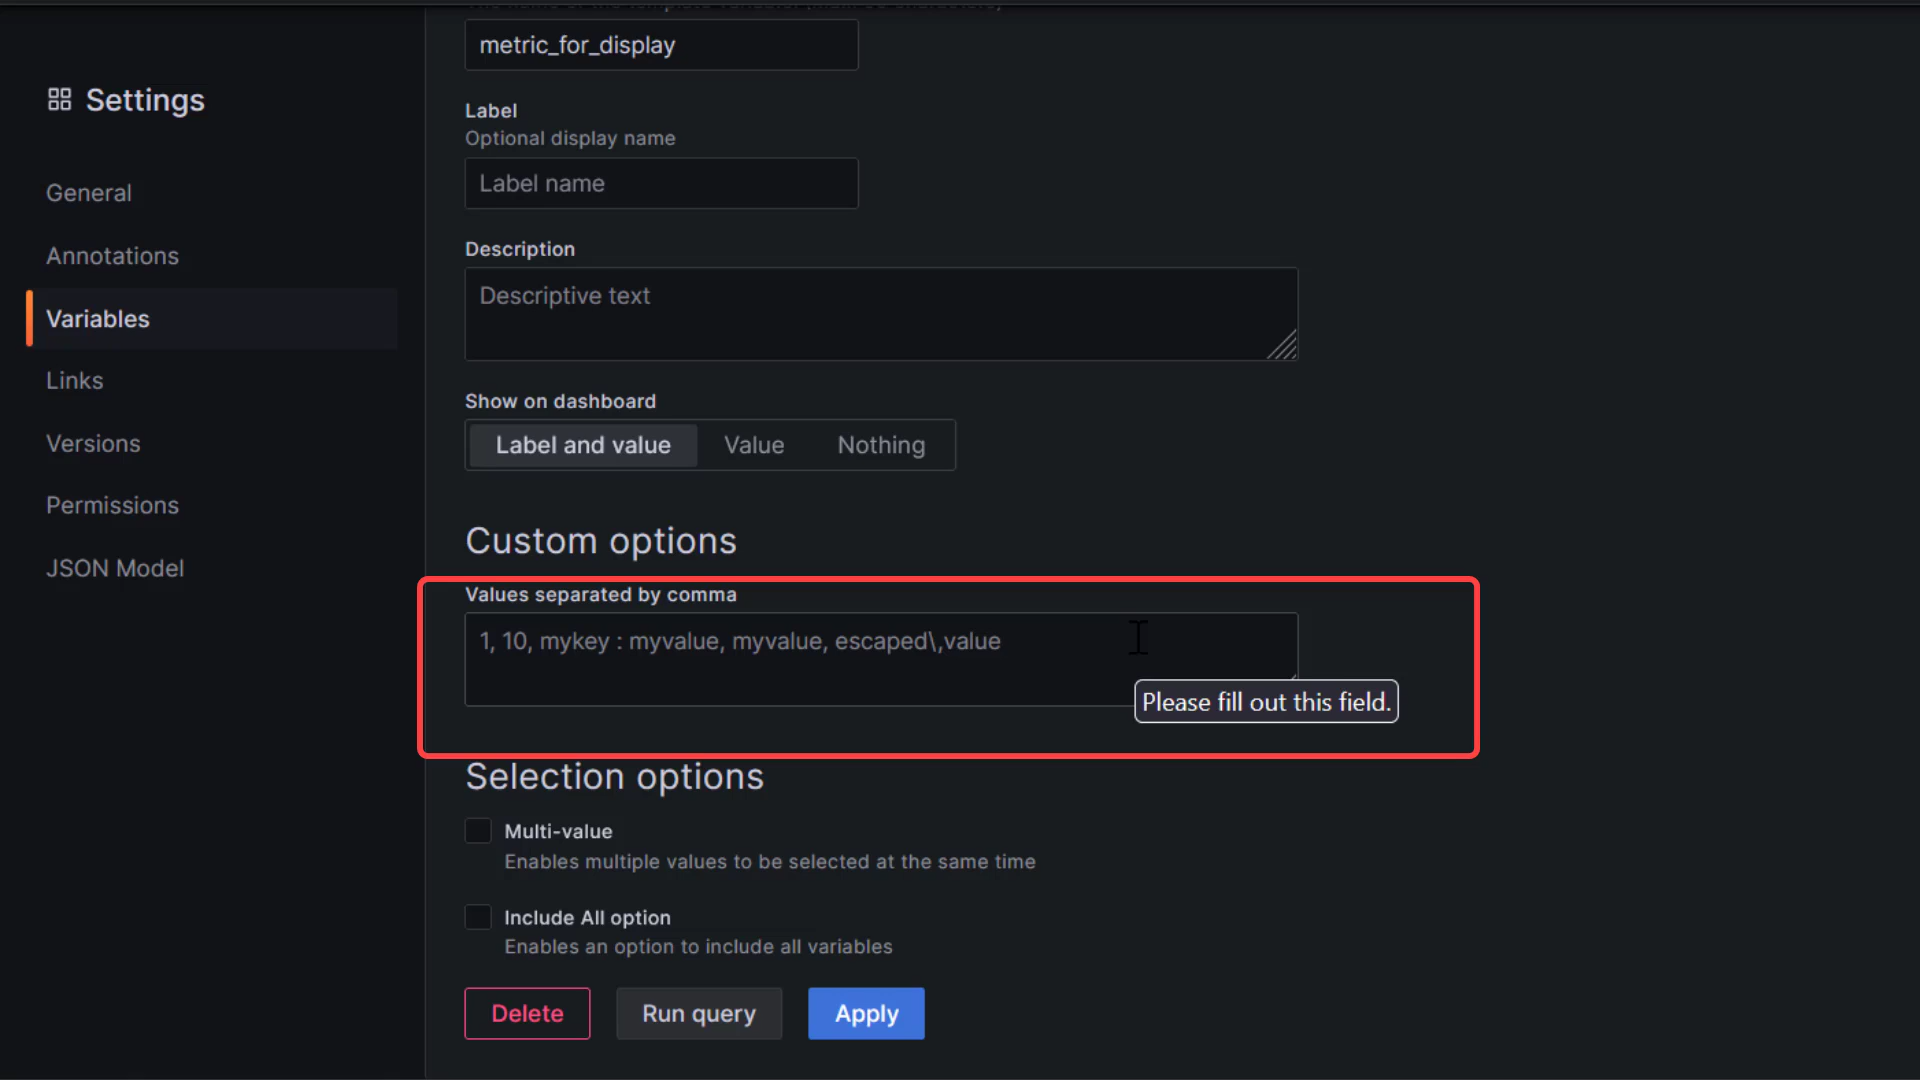 metric_for_display
Settings
Label
Optional display name
Label name
General
Description
Annotations
Descriptive text
Variables
Links
Show on dashboard
Label and value
Value
Nothing
Versions
Permissions
Custom options
JSON Model
Values separated by comma
1, 10, mykey : myvalue, myvalue, escaped\,value
Please fill out this field.
Selection options
Multi-value
Enables multiple values to be selected at the same time
Include All option
Enables an option to include all variables
Delete
Run query
Apply